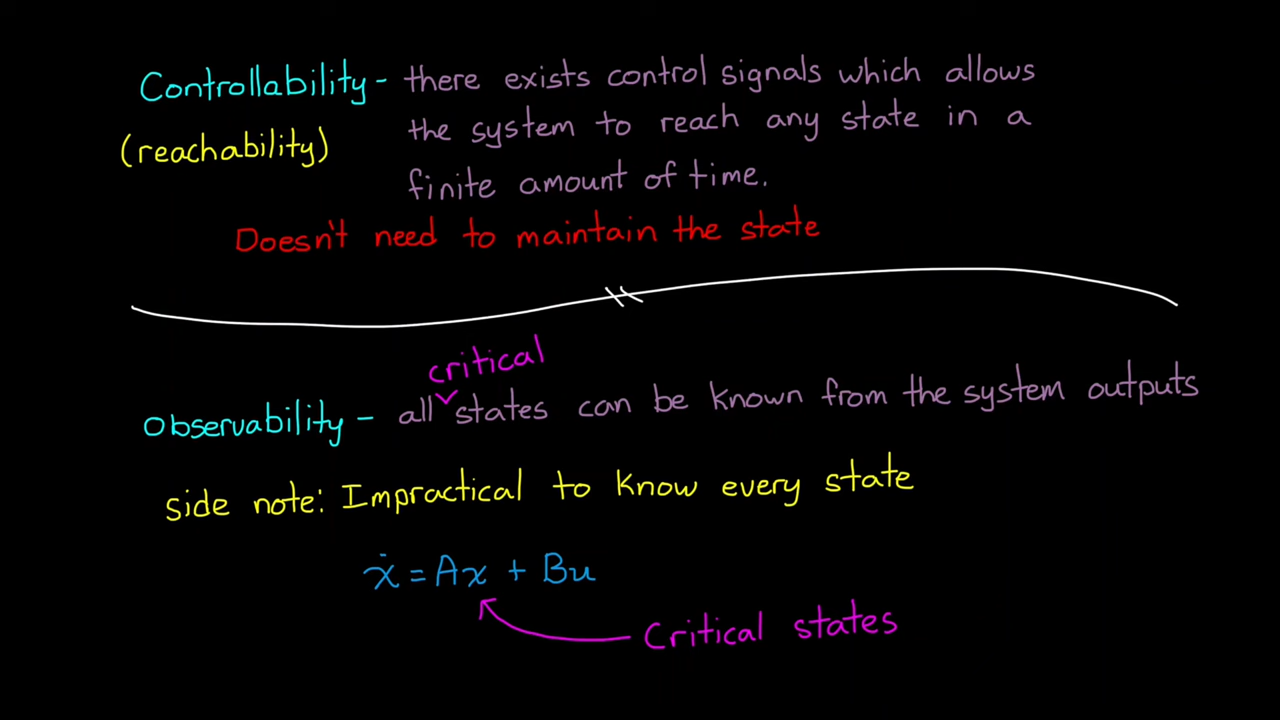 Controllability - there exists control signals which allows
(reachability) the system to reach any state in a
finite amount of time.
Doesn't need to maintain the state
critical
Observability - all states can be known from the system outputs
side note: Impractical to know every state
ẋ = Ax + Bu
Critical states